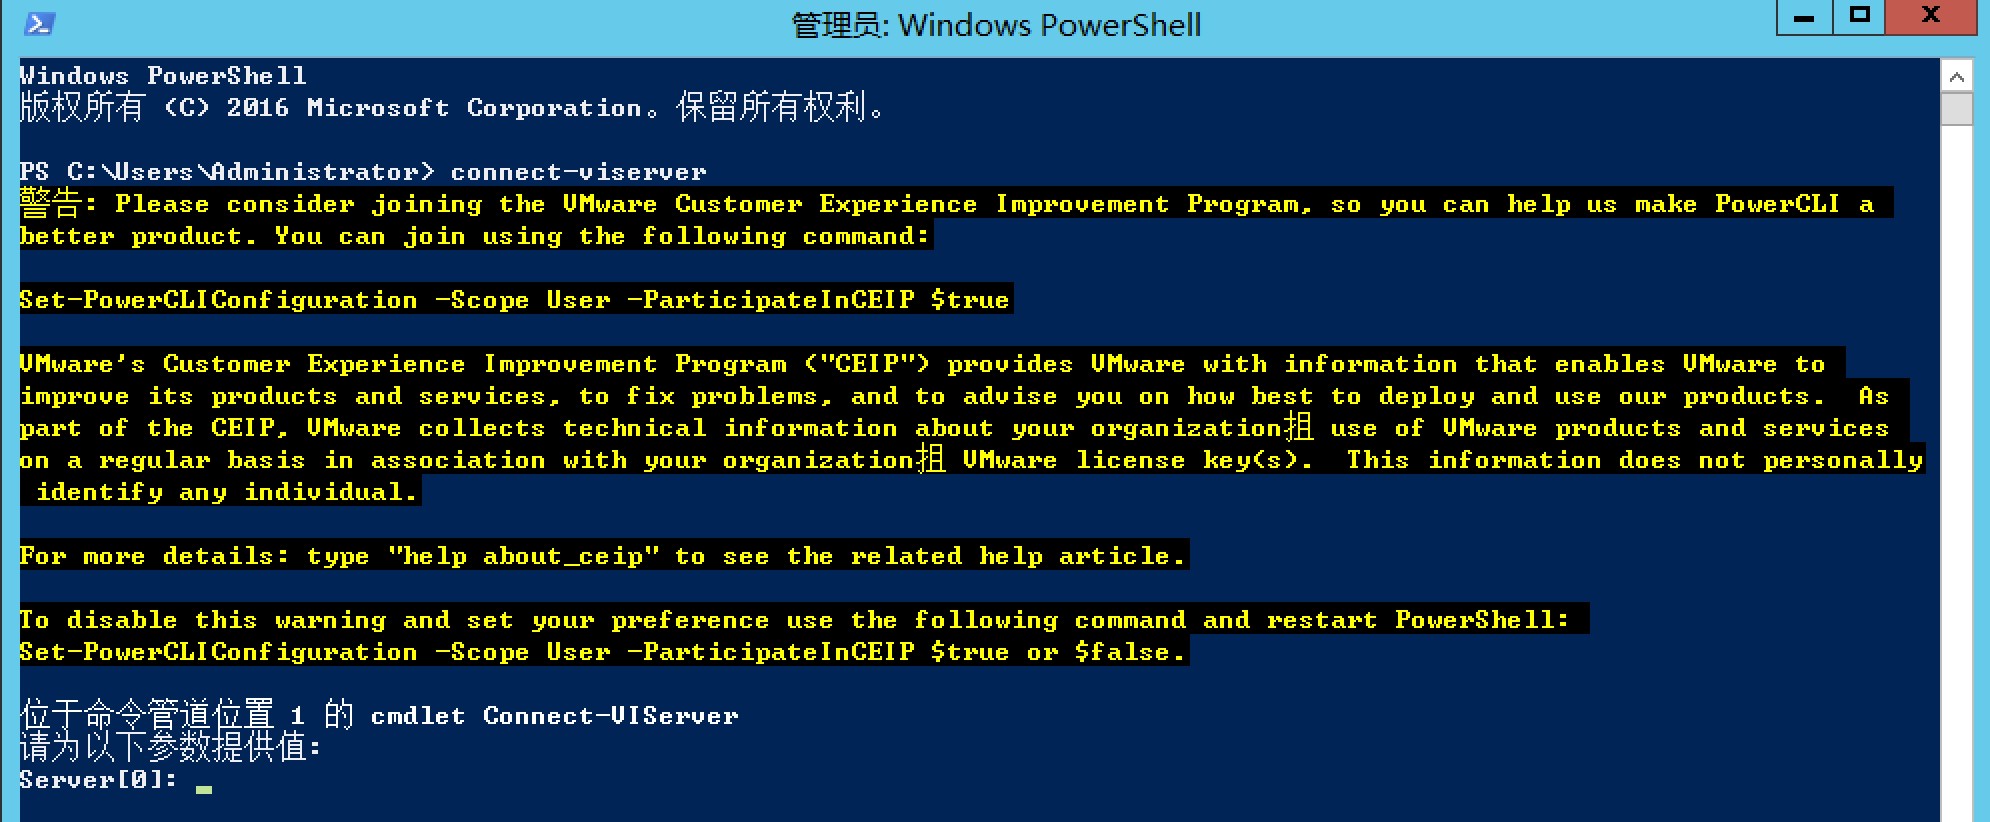 管理员: Windows PowerShell
Windows PowerShell
版权所有 (C) 2016 Microsoft Corporation。保留所有权利。
PS C:\Users\Administrator> connect-viserver
警告: Please consider joining the VMware Customer Experience Improvement Program, so you can help us make PowerCLI a
better product. You can join using the following command:
Set-PowerCLIConfiguration -Scope User -ParticipateInCEIP $true
VMware's Customer Experience Improvement Program ("CEIP") provides VMware with information that enables VMware to
improve its products and services, to fix problems, and to advise you on how best to deploy and use our products.  As
part of the CEIP, VMware collects technical information about your organization抯 use of VMware products and services
on a regular basis in association with your organization抯 VMware license key(s).  This information does not personally
identify any individual.
For more details: type "help about_ceip" to see the related help article.
To disable this warning and set your preference use the following command and restart PowerShell:
Set-PowerCLIConfiguration -Scope User -ParticipateInCEIP $true or $false.
位于命令管道位置 1 的 cmdlet Connect-VIServer
请为以下参数提供值:
Server[0]: